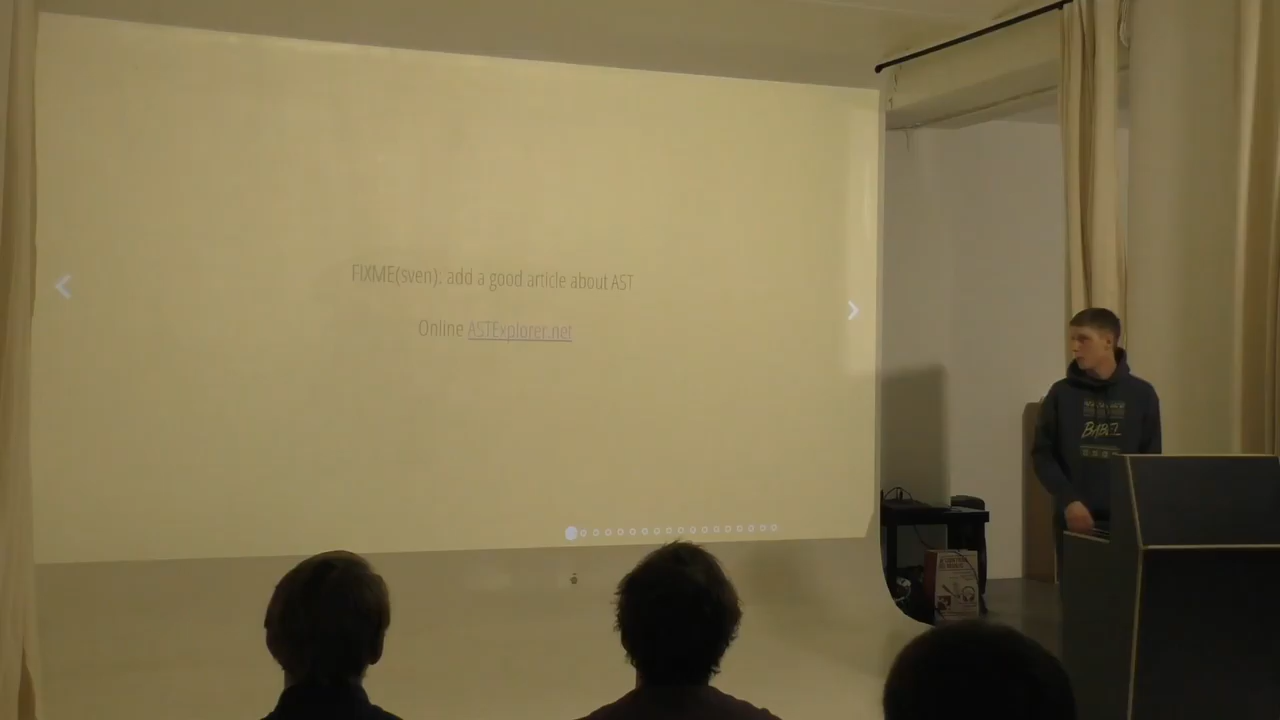 FIXME(sven): add a good article about AST
Online ASTExplorer.net
BABEL